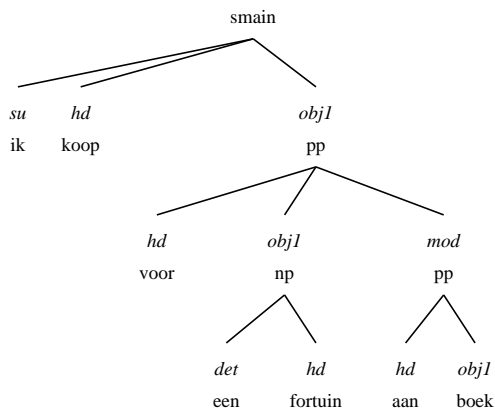 smain
su hd obj1
ik koop pp
hd obj1 mod
voor np pp
det hd hd obj1
een fortuin aan boek